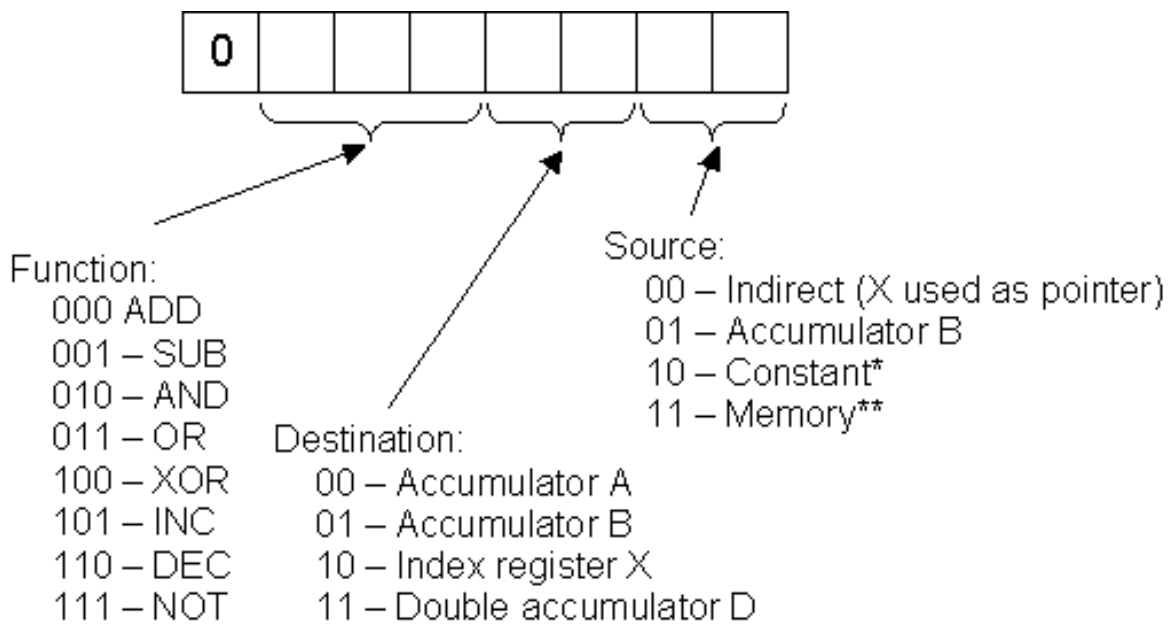 0
Function:
000 ADD
001 – SUB
010 – AND
011 – OR
100 – XOR
101 – INC
110 – DEC
111 – NOT
Destination:
00 – Accumulator A
01 – Accumulator B
10 – Index register X
11 – Double accumulator D
Source:
00 – Indirect (X used as pointer)
01 – Accumulator B
10 – Constant*
11 – Memory**